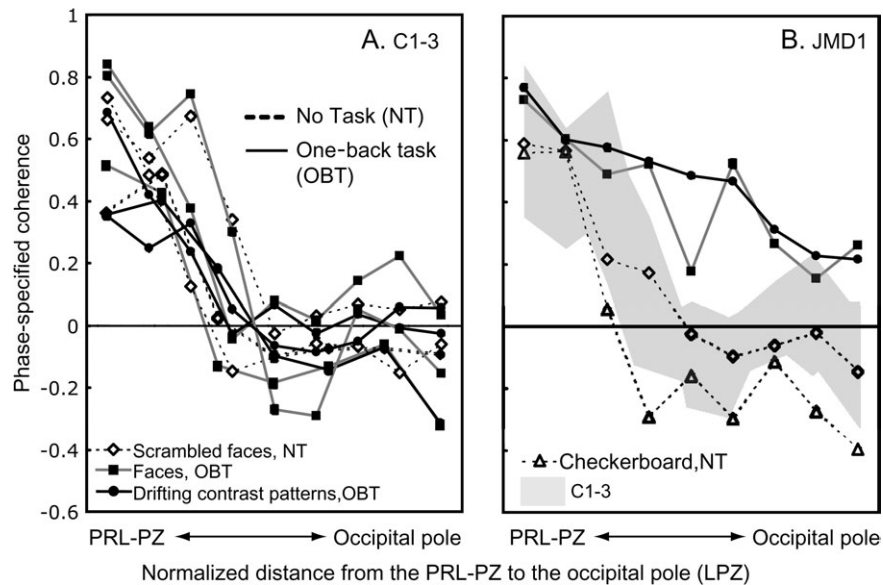 A. C1-3
B. JMD1
1
0.8
0.6
0.4
0.2
0
-0.2
-0.4
-0.6
Phase-specified coherence
No Task (NT)
One-back task
(OBT)
Scrambled faces, NT
Faces, OBT
Drifting contrast patterns,OBT
Checkerboard,NT
C1-3
PRL-PZ
Occipital pole
PRL-PZ
Occipital pole
Normalized distance from the PRL-PZ to the occipital pole (LPZ)